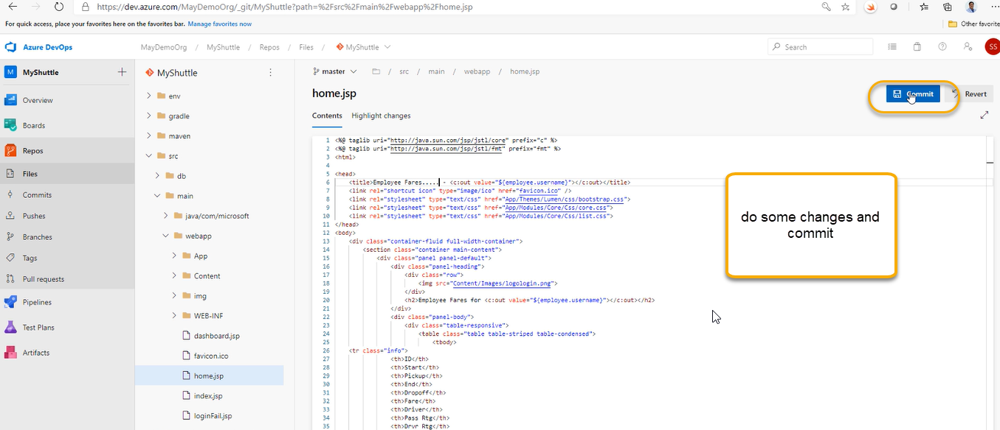 https://dev.azure.com/MayDemoOrg/_git/MyShuttle?path=%2Fsrc%2Fmain%2Fwebapp%2Fhome.jsp
For quick access, place your favorites here on the favorites bar. Manage favorites now
Other favorite
Azure DevOps
MayDemoOrg / MyShuttle / Repos / Files / MyShuttle
Search
SS
M MyShuttle
Overview
Boards
Repos
Files
Commits
Pushes
Branches
Tags
Pull requests
Pipelines
Test Plans
Artifacts
MyShuttle
env
gradle
maven
src
db
main
java/com/microsoft
webapp
App
Content
img
WEB-INF
dashboard.jsp
favicon.ico
home.jsp
index.jsp
loginFail.jsp
master / src / main / webapp / home.jsp
home.jsp
Commit
Revert
Contents Highlight changes
1 <%@ taglib uri="http://java.sun.com/jsp/jstl/core" prefix="c" %>
2 <%@ taglib uri="http://java.sun.com/jsp/jstl/fmt" prefix="fmt" %>
3 <html>
4
5 <head>
6 <title>Employee Fares..... - <c:out value="${employee.username}"></c:out></title>
7 <link rel="shortcut icon" type="image/ico" href="favicon.ico" />
8 <link rel="stylesheet" type="text/css" href="App/Themes/Lumen/css/bootstrap.css">
9 <link rel="stylesheet" type="text/css" href="App/Modules/Core/Css/core.css">
10 <link rel="stylesheet" type="text/css" href="App/Modules/Core/Css/list.css">
11 </head>
12 <body>
13 <div class="container-fluid full-width-container">
14 <section class="container main-content">
15 <div class="panel panel-default">
16 <div class="panel-heading">
17 <div class="row">
18 <img src="Content/Images/logologin.png">
19 </div>
20 <h2>Employee Fares for <c:out value="${employee.username}"></c:out></h2>
21 </div>
22 <div class="panel-body">
23 <div class="table-responsive">
24 <table class="table table-striped table-condensed">
25 <tbody>
26 <tr class="info">
27 <th>ID</th>
28 <th>Start</th>
29 <th>Pickup</th>
30 <th>End</th>
31 <th>Dropoff</th>
32 <th>Fare</th>
33 <th>Driver</th>
34 <th>Pass Rtg</th>
35 <th>Drvr Rtg</th>
do some changes and
commit